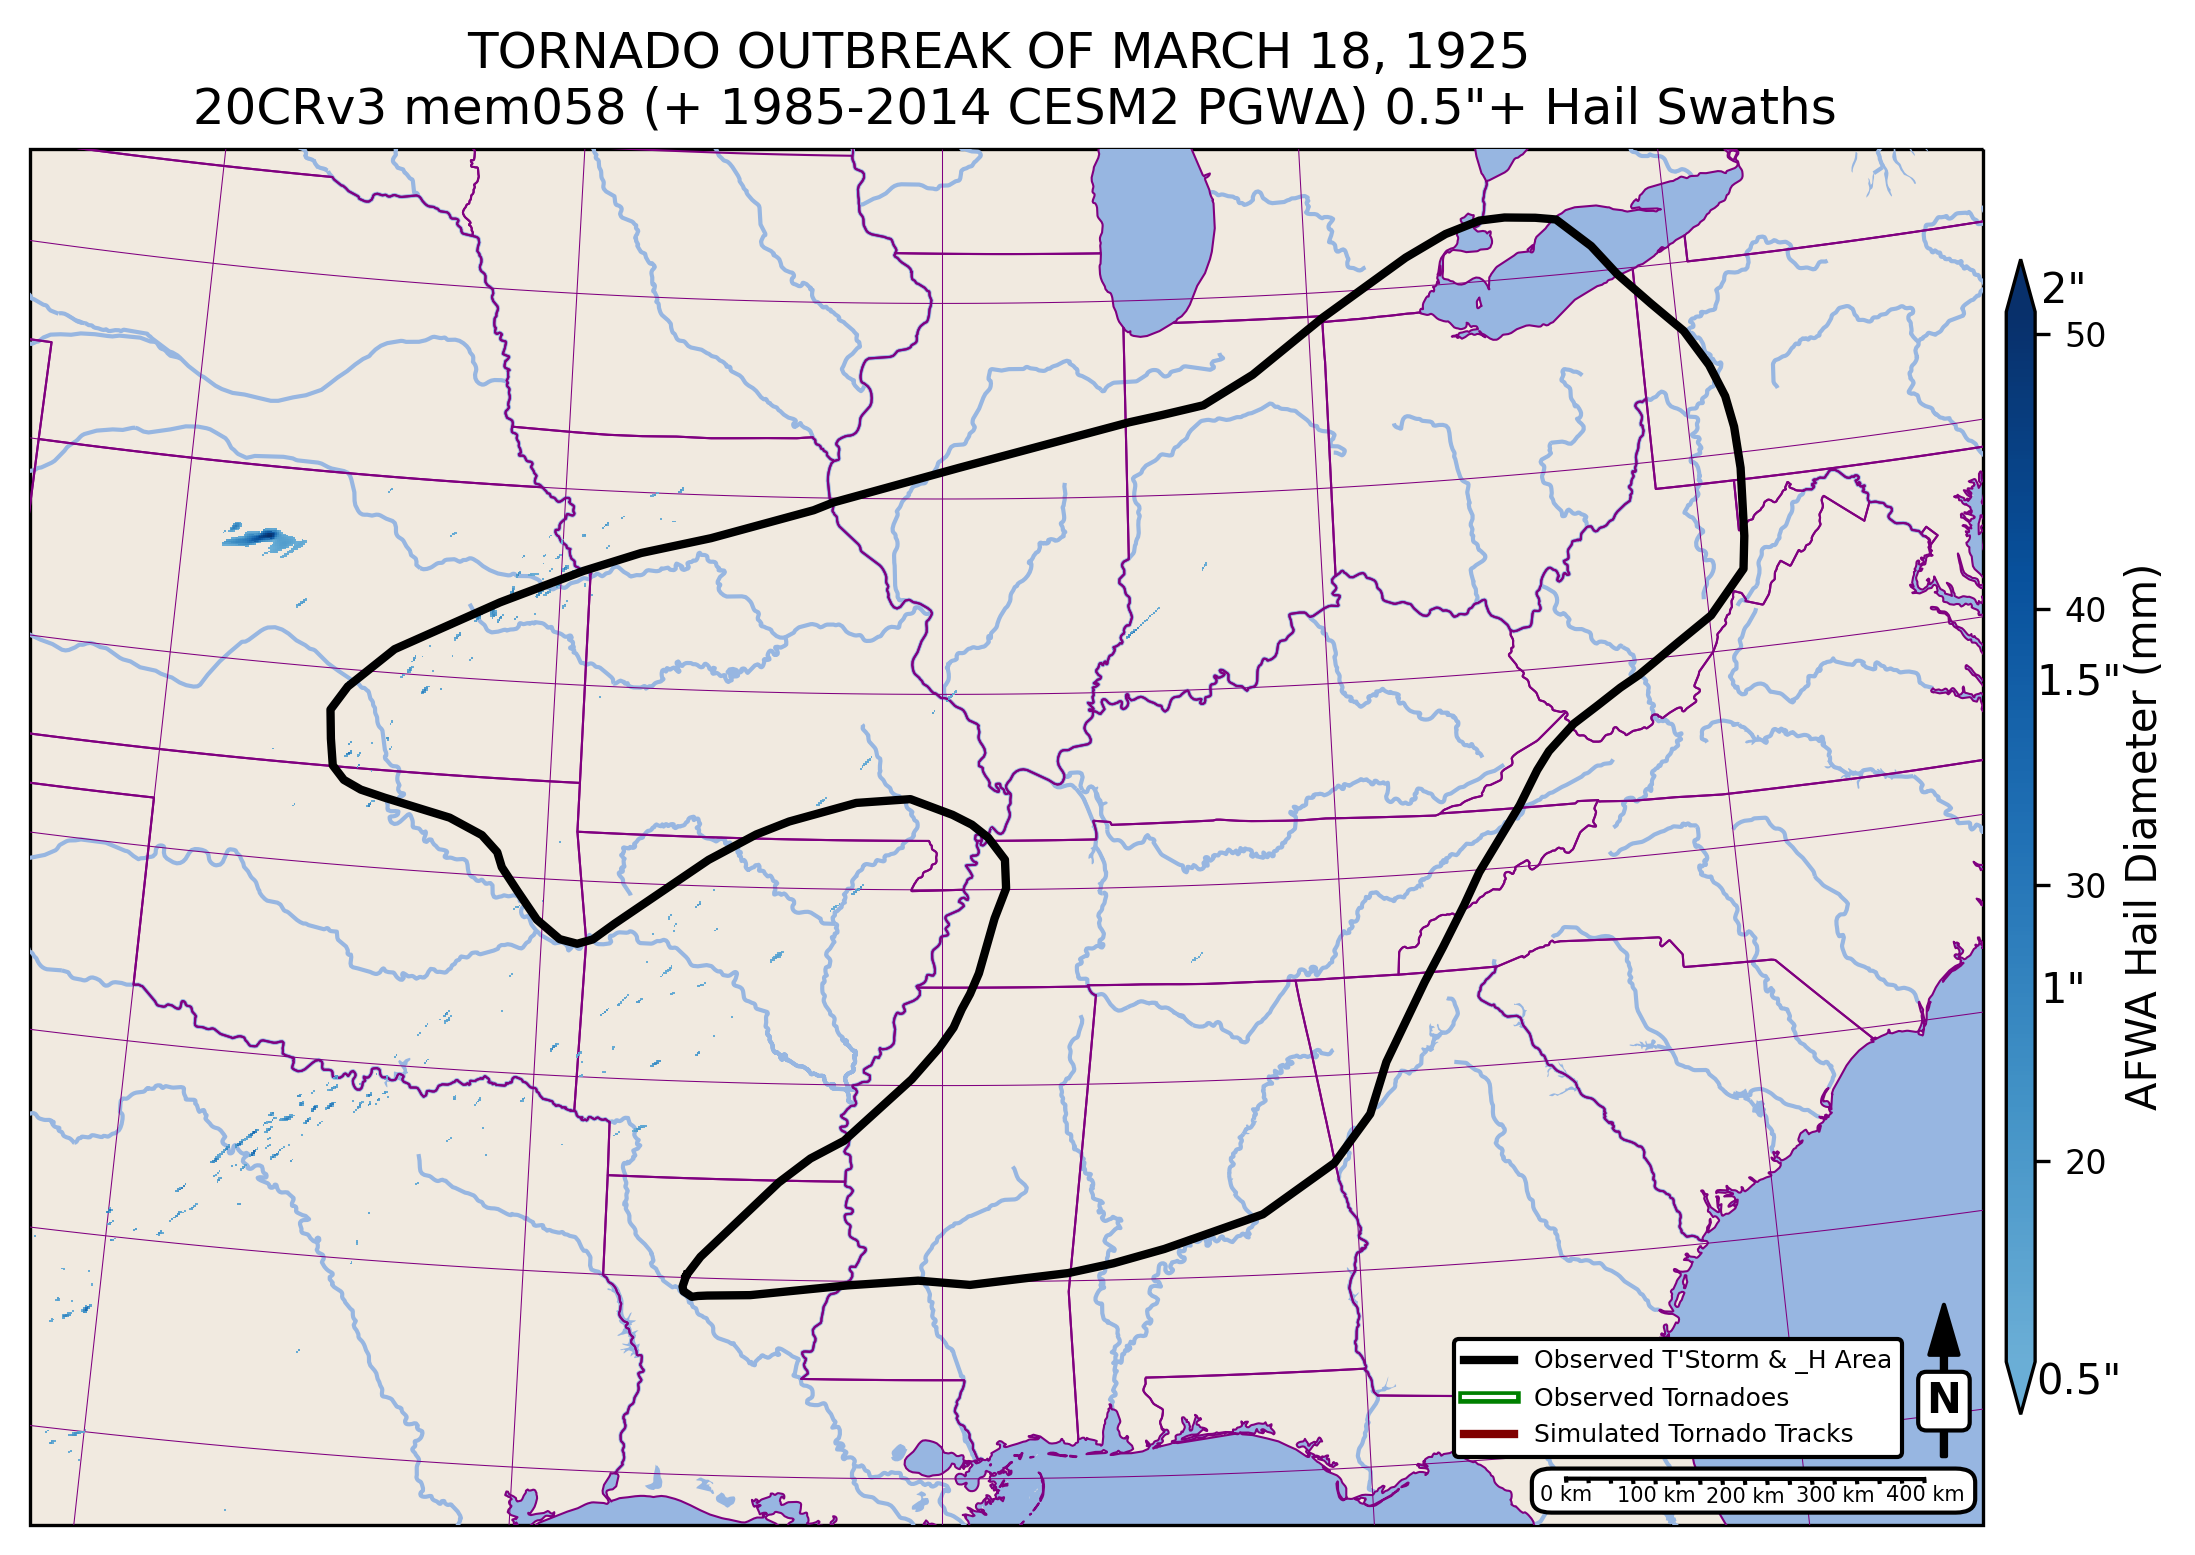 TORNADO OUTBREAK OF MARCH 18, 1925
20CRv3 mem058 (+ 1985-2014 CESM2 PGWΔ) 0.5"+ Hail Swaths
2"
50
40
1.5"
30
1"
20
0.5"
AFWA Hail Diameter (mm)
Observed T'Storm & _H Area
Observed Tornadoes
Simulated Tornado Tracks
N
0 km 100 km 200 km 300 km 400 km